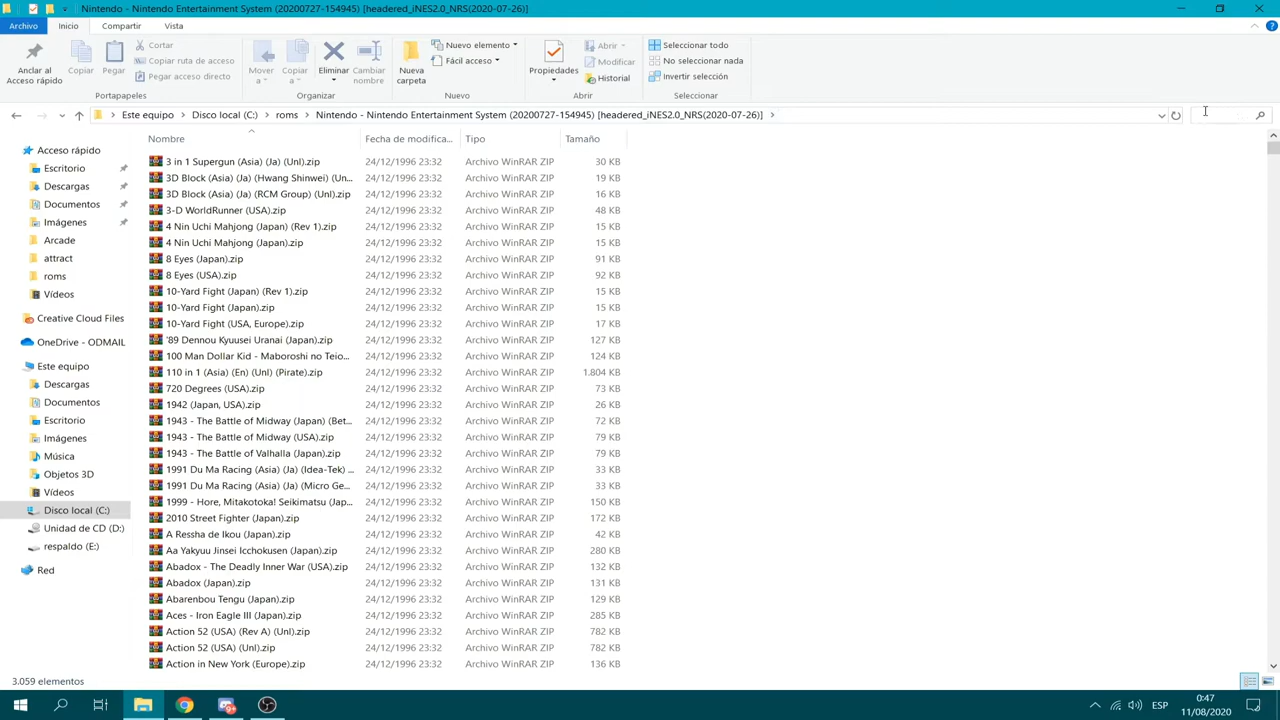 Nintendo - Nintendo Entertainment System (20200727-154945) [headered_iNES2.0_NRS(2020-07-26)]
Archivo Inicio Compartir Vista
Anclar al Acceso rápido
Copiar
Pegar
Cortar
Copiar ruta de acceso
Pegar acceso directo
Portapapeles
Mover a
Copiar a
Eliminar
Cambiar nombre
Organizar
Nueva carpeta
Nuevo elemento
Fácil acceso
Nuevo
Propiedades
Abrir
Modificar
Historial
Abrir
Seleccionar todo
No seleccionar nada
Invertir selección
Seleccionar
Este equipo > Disco local (C:) > roms > Nintendo - Nintendo Entertainment System (20200727-154945) [headered_iNES2.0_NRS(2020-07-26)] >
Acceso rápido
Escritorio
Descargas
Documentos
Imágenes
Arcade
attract
roms
Vídeos
Creative Cloud Files
OneDrive - ODMAIL
Este equipo
Descargas
Documentos
Escritorio
Imágenes
Música
Objetos 3D
Vídeos
Disco local (C:)
Unidad de CD (D:)
respaldo (E:)
Red
Nombre Fecha de modifica... Tipo Tamaño
3 in 1 Supergun (Asia) (Ja) (Unl).zip 24/12/1996 23:32 Archivo WinRAR ZIP 30 KB
3D Block (Asia) (Ja) (Hwang Shinwei) (Un... 24/12/1996 23:32 Archivo WinRAR ZIP 19 KB
3D Block (Asia) (Ja) (RCM Group) (Unl).zip 24/12/1996 23:32 Archivo WinRAR ZIP 16 KB
3-D WorldRunner (USA).zip 24/12/1996 23:32 Archivo WinRAR ZIP 48 KB
4 Nin Uchi Mahjong (Japan) (Rev 1).zip 24/12/1996 23:32 Archivo WinRAR ZIP 15 KB
4 Nin Uchi Mahjong (Japan).zip 24/12/1996 23:32 Archivo WinRAR ZIP 15 KB
8 Eyes (Japan).zip 24/12/1996 23:32 Archivo WinRAR ZIP 91 KB
8 Eyes (USA).zip 24/12/1996 23:32 Archivo WinRAR ZIP 92 KB
10-Yard Fight (Japan) (Rev 1).zip 24/12/1996 23:32 Archivo WinRAR ZIP 15 KB
10-Yard Fight (Japan).zip 24/12/1996 23:32 Archivo WinRAR ZIP 15 KB
10-Yard Fight (USA, Europe).zip 24/12/1996 23:32 Archivo WinRAR ZIP 17 KB
'89 Dennou Kyuusei Uranai (Japan).zip 24/12/1996 23:32 Archivo WinRAR ZIP 127 KB
100 Man Dollar Kid - Maboroshi no Teio... 24/12/1996 23:32 Archivo WinRAR ZIP 124 KB
110 in 1 (Asia) (En) (Unl) (Pirate).zip 24/12/1996 23:32 Archivo WinRAR ZIP 1.804 KB
720 Degrees (USA).zip 24/12/1996 23:32 Archivo WinRAR ZIP 73 KB
1942 (Japan, USA).zip 24/12/1996 23:32 Archivo WinRAR ZIP 26 KB
1943 - The Battle of Midway (Japan) (Bet... 24/12/1996 23:32 Archivo WinRAR ZIP 72 KB
1943 - The Battle of Midway (USA).zip 24/12/1996 23:32 Archivo WinRAR ZIP 79 KB
1943 - The Battle of Valhalla (Japan).zip 24/12/1996 23:32 Archivo WinRAR ZIP 79 KB
1991 Du Ma Racing (Asia) (Ja) (Idea-Tek) ... 24/12/1996 23:32 Archivo WinRAR ZIP 33 KB
1991 Du Ma Racing (Asia) (Ja) (Micro Ge... 24/12/1996 23:32 Archivo WinRAR ZIP 33 KB
1999 - Hore, Mitakotoka! Seikimatsu (Jap... 24/12/1996 23:32 Archivo WinRAR ZIP 150 KB
2010 Street Fighter (Japan).zip 24/12/1996 23:32 Archivo WinRAR ZIP 172 KB
A Ressha de Ikou (Japan).zip 24/12/1996 23:32 Archivo WinRAR ZIP 42 KB
Aa Yakyuu Jinsei Icchokusen (Japan).zip 24/12/1996 23:32 Archivo WinRAR ZIP 280 KB
Abadox - The Deadly Inner War (USA).zip 24/12/1996 23:32 Archivo WinRAR ZIP 132 KB
Abadox (Japan).zip 24/12/1996 23:32 Archivo WinRAR ZIP 131 KB
Abarenbou Tengu (Japan).zip 24/12/1996 23:32 Archivo WinRAR ZIP 129 KB
Aces - Iron Eagle III (Japan).zip 24/12/1996 23:32 Archivo WinRAR ZIP 285 KB
Action 52 (USA) (Rev A) (Unl).zip 24/12/1996 23:32 Archivo WinRAR ZIP 782 KB
Action 52 (USA) (Unl).zip 24/12/1996 23:32 Archivo WinRAR ZIP 782 KB
Action in New York (Europe).zip 24/12/1996 23:32 Archivo WinRAR ZIP 136 KB
3.059 elementos
ESP
0:47
11/08/2020